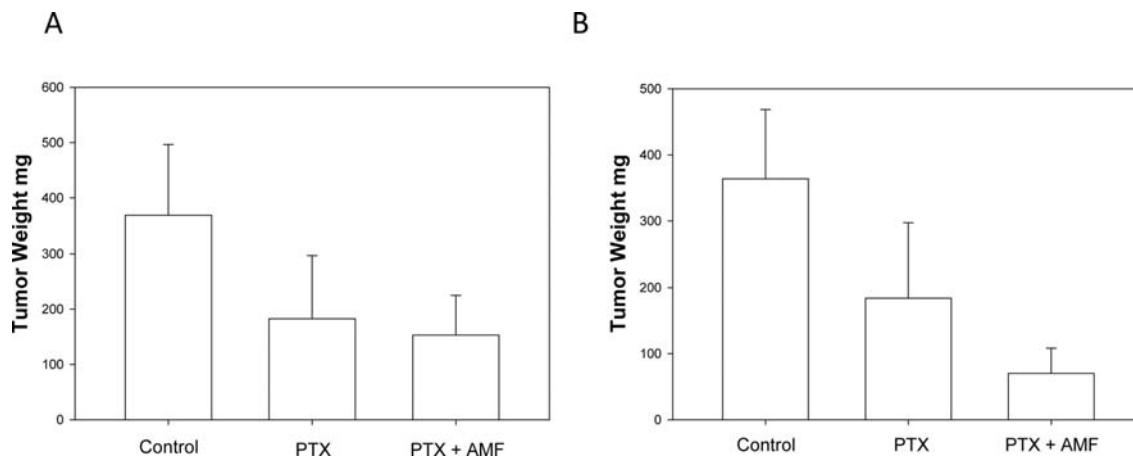 A
Tumor Weight mg
600
500
400
300
200
100
0
Control PTX PTX + AMF
B
Tumor Weight mg
500
400
300
200
100
0
Control PTX PTX + AMF